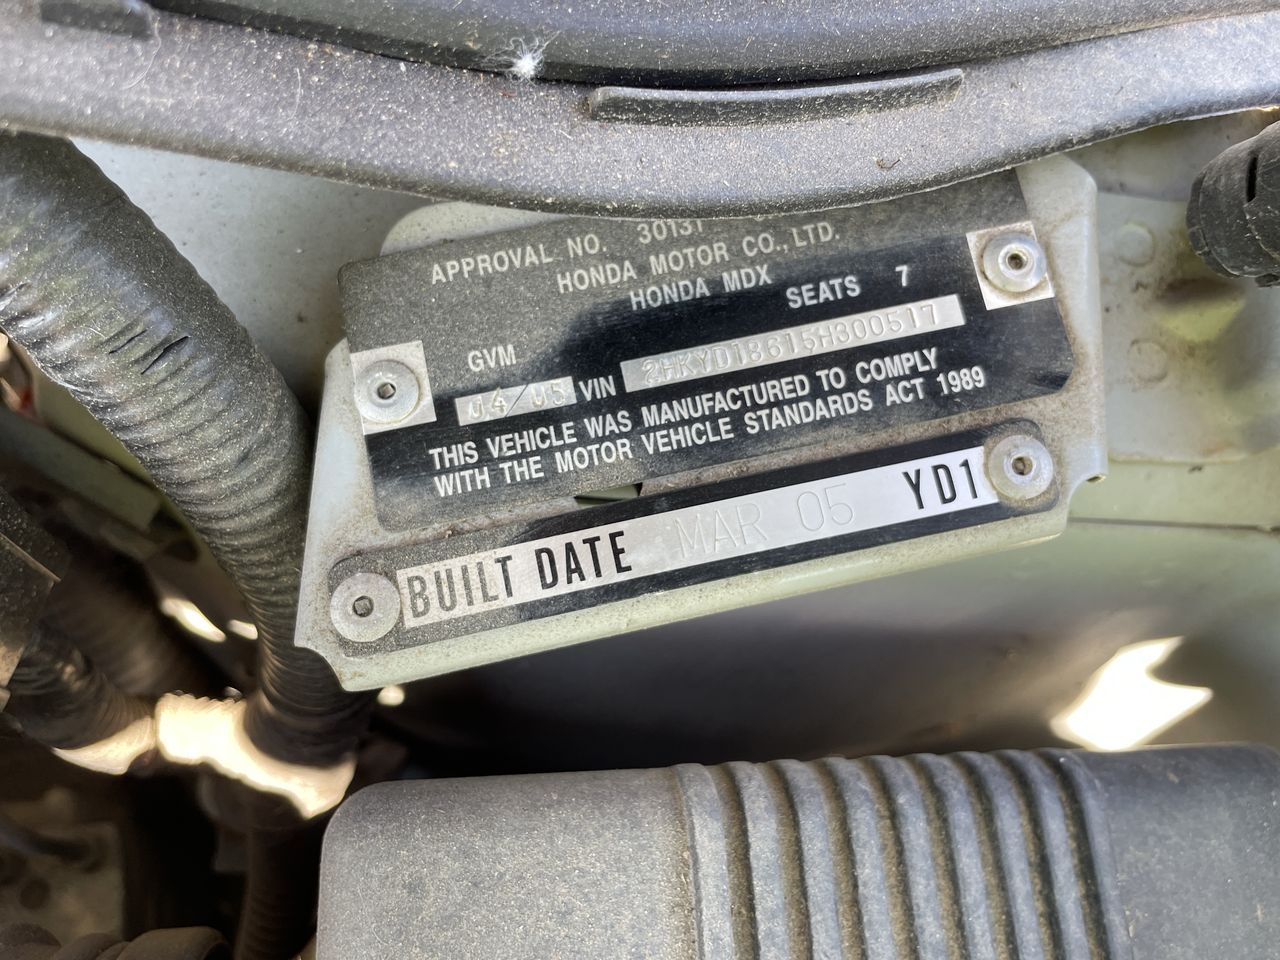 APPROVAL NO. 30131
HONDA MOTOR CO., LTD.
HONDA MDX
GVM SEATS 7
04/05 VIN 2HKYD18615H300517
THIS VEHICLE WAS MANUFACTURED TO COMPLY
WITH THE MOTOR VEHICLE STANDARDS ACT 1989
BUILT DATE MAR 05 YD1